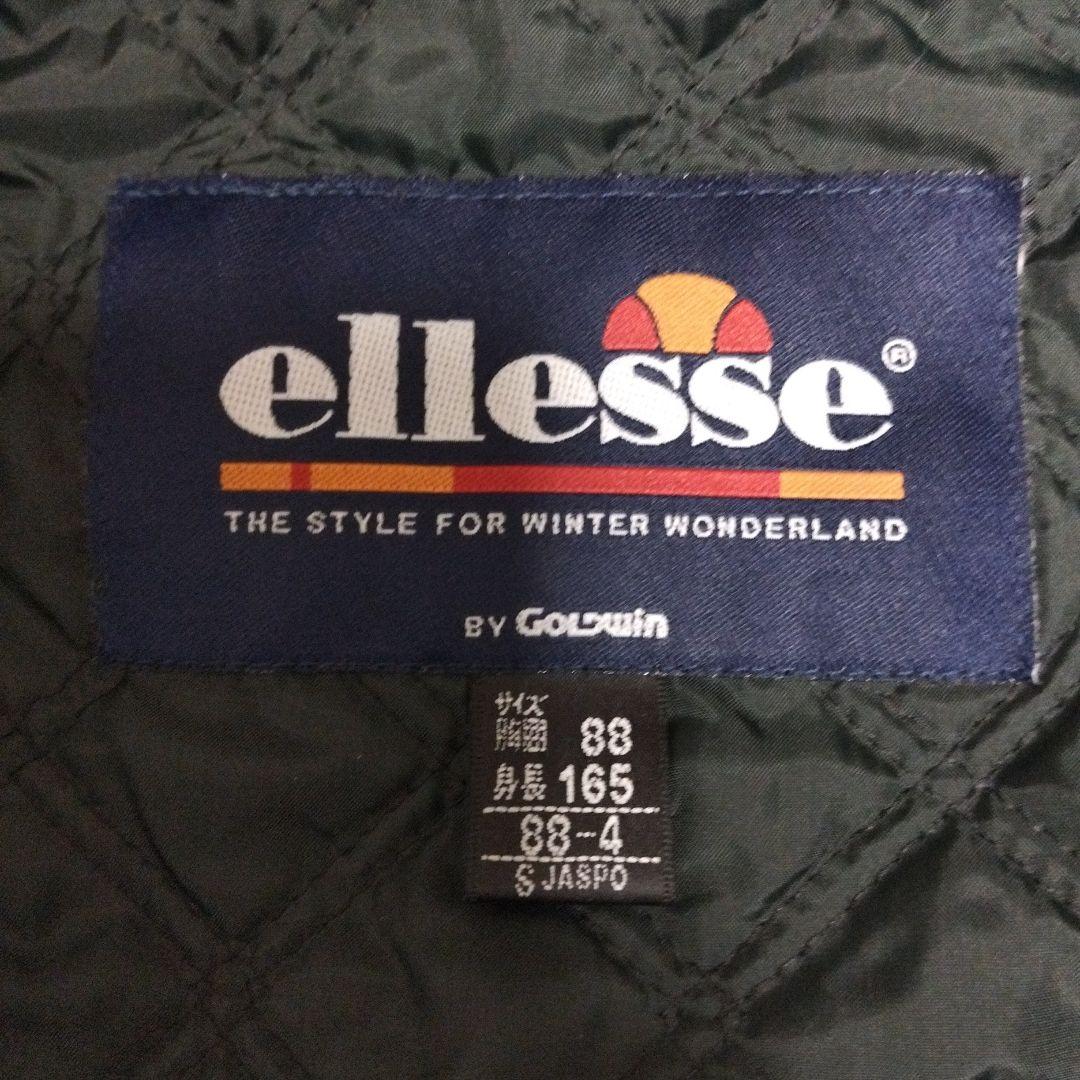 ellesse®
THE STYLE FOR WINTER WONDERLAND
BY GOLDWIN
サイズ
胸囲 88
身長 165
88-4
S JASPO